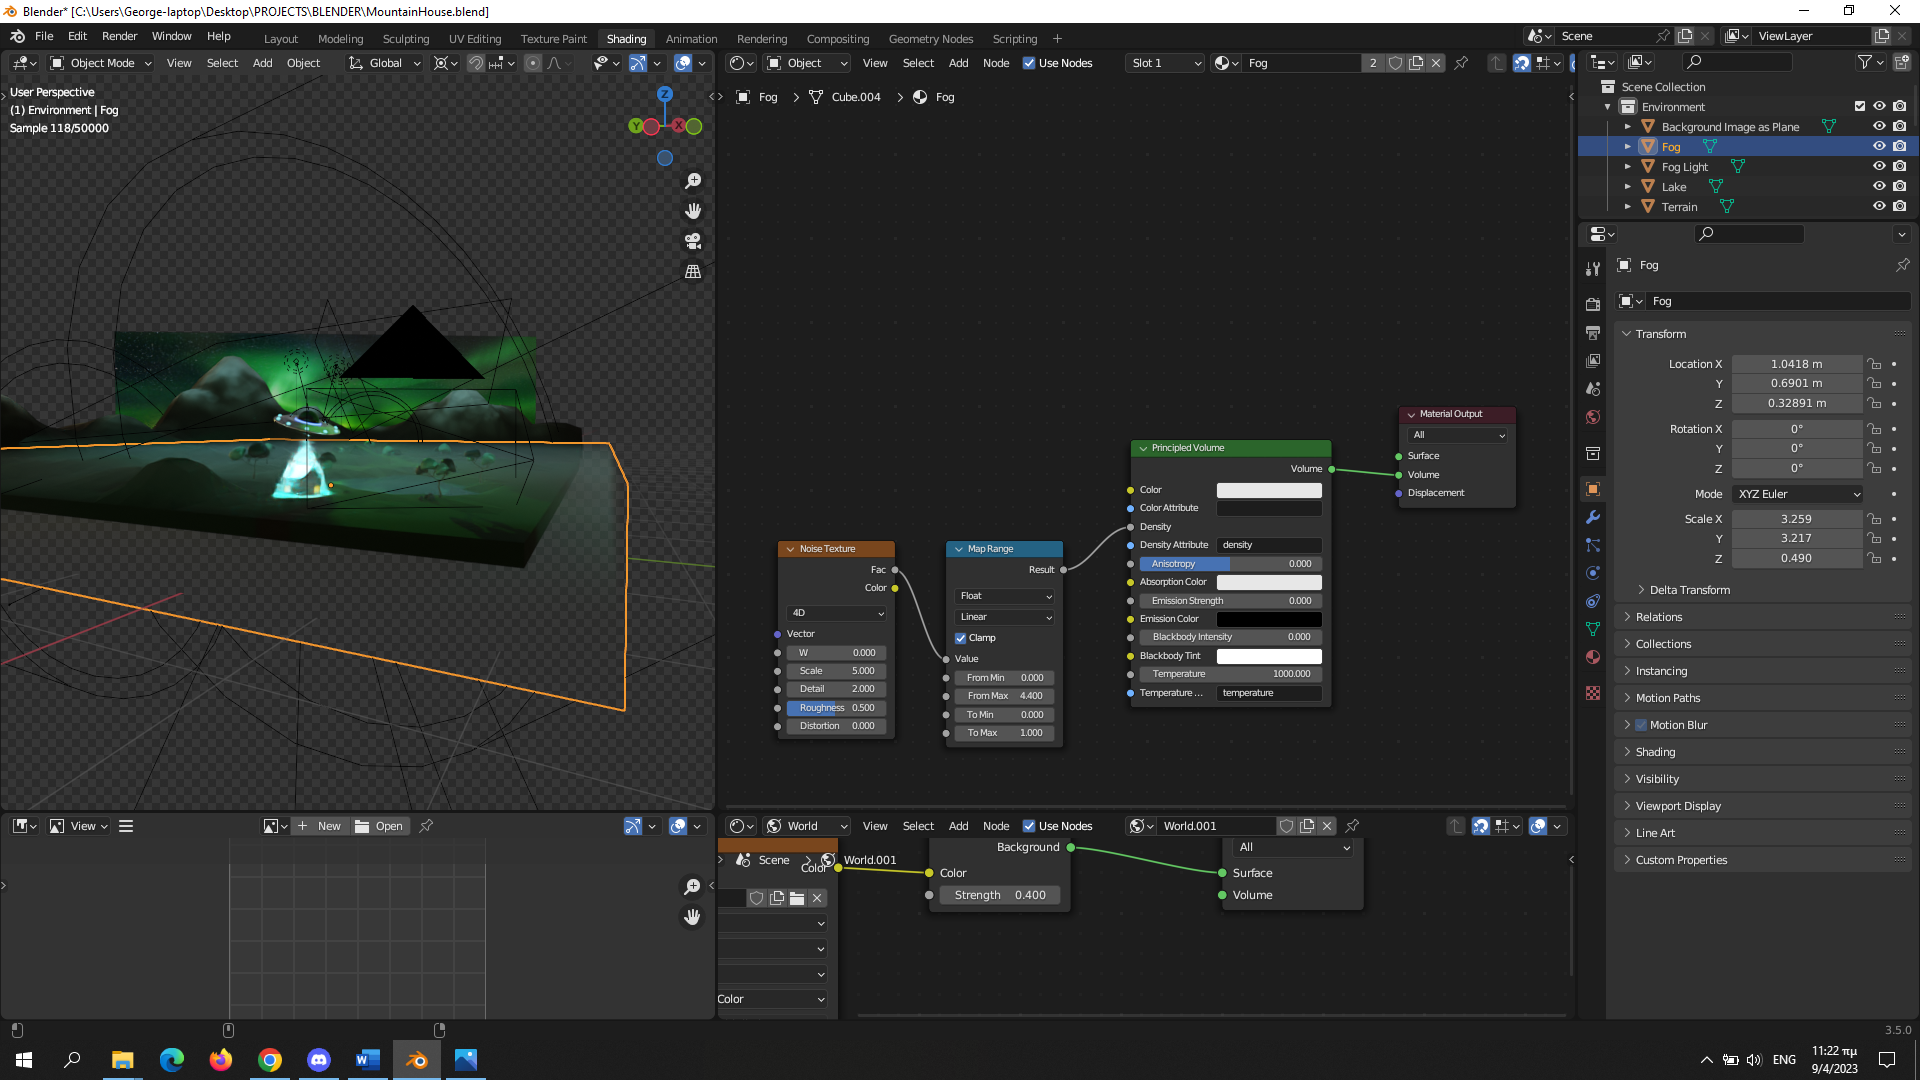 Blender* [C:\Users\George-laptop\Desktop\PROJECTS\BLENDER\MountainHouse.blend]
File Edit Render Window Help Layout Modeling Sculpting UV Editing Texture Paint Shading Animation Rendering Compositing Geometry Nodes Scripting + Scene ViewLayer
Object Mode View Select Add Object Global
Object View Select Add Node Use Nodes Slot 1 Fog 2
User Perspective
(1) Environment | Fog
Sample 118/50000
Z
Y
X
Fog > Cube.004 > Fog
Scene Collection
Environment
Background Image as Plane
Fog
Fog Light
Lake
Terrain
Noise Texture
Fac
Color
4D
Vector
W 0.000
Scale 5.000
Detail 2.000
Roughness 0.500
Distortion 0.000
Map Range
Result
Float
Linear
Clamp
Value
From Min 0.000
From Max 4.400
To Min 0.000
To Max 1.000
Principled Volume
Volume
Color
Color Attribute
Density
Density Attribute density
Anisotropy 0.000
Absorption Color
Emission Strength 0.000
Emission Color
Blackbody Intensity 0.000
Blackbody Tint
Temperature 1000.000
Temperature ... temperature
Material Output
All
Surface
Volume
Displacement
Fog
Fog
Transform
Location X 1.0418 m
Y 0.6901 m
Z 0.32891 m
Rotation X 0°
Y 0°
Z 0°
Mode XYZ Euler
Scale X 3.259
Y 3.217
Z 0.490
Delta Transform
Relations
Collections
Instancing
Motion Paths
Motion Blur
Shading
Visibility
Viewport Display
Line Art
Custom Properties
View New Open
World View Select Add Node Use Nodes World.001
Scene > World.001
Color
Color
Background
Color
Strength 0.400
All
Surface
Volume
3.5.0
ENG
11:22 πμ
9/4/2023